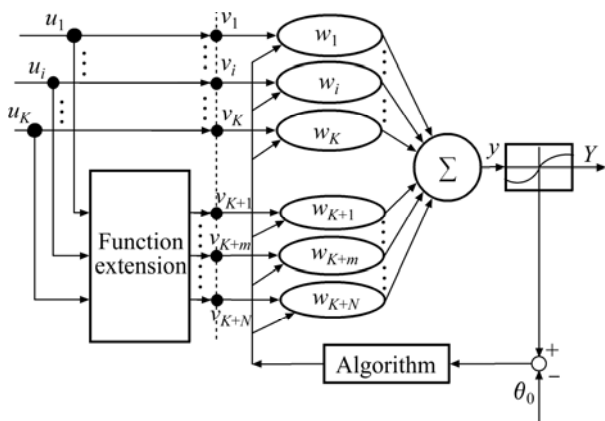 u1 v1 w1
ui vi wi
uK vK wK
Σ y Y
Function
extension
vK+1 wK+1
vK+m wK+m
vK+N wK+N
Algorithm
+
−
θ0